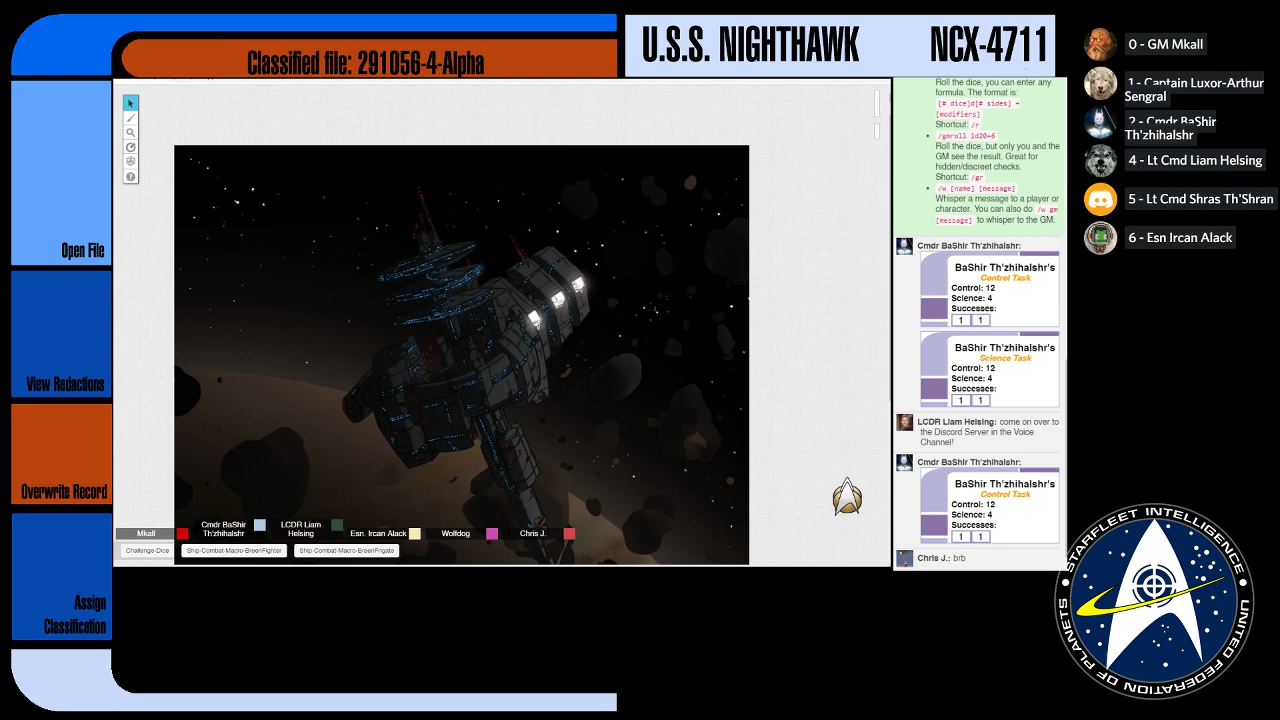 Classified file: 291056-4-Alpha
U.S.S. NIGHTHAWK
NCX-4711
Open File
View Redactions
Overwrite Record
Assign
Classification
Roll the dice, you can enter any
formula. The format is:
[# dice]d[# sides] +
[modifiers]
Shortcut: /r
/gmroll 1d20+6
Roll the dice, but only you and the
GM see the result. Great for
hidden/discreet checks.
Shortcut: /gr
/w [name] [message]
Whisper a message to a player or
character. You can also do /w gm
[message] to whisper to the GM.
Cmdr BaShir Th'zhihalshr:
BaShir Th'zhihalshr's
Control Task
Control: 12
Science: 4
Successes:
1 1
BaShir Th'zhihalshr's
Science Task
Control: 12
Science: 4
Successes:
1 1
LCDR Liam Helsing: come on over to
the Discord Server in the Voice
Channel!
Cmdr BaShir Th'zhihalshr:
BaShir Th'zhihalshr's
Control Task
Control: 12
Science: 4
Successes:
1 1
Chris J.: brb
Mkall
Cmdr BaShir
Th'zhihalshr
LCDR Liam
Helsing
Esn. Ircan Alack
Wolfdog
Chris J.
Challenge-Dice
Ship-Combat-Macro-BreenFighter
Ship-Combat-Macro-BreenFrigate
0 - GM Mkall
1 - Captain Luxor-Arthur
Sengral
2 - Cmdr BaShir
Th'zhihalshr
4 - Lt Cmd Liam Helsing
5 - Lt Cmd Shras Th'Shran
6 - Esn Ircan Alack
STARFLEET INTELLIGENCE
UNITED FEDERATION OF PLANETS